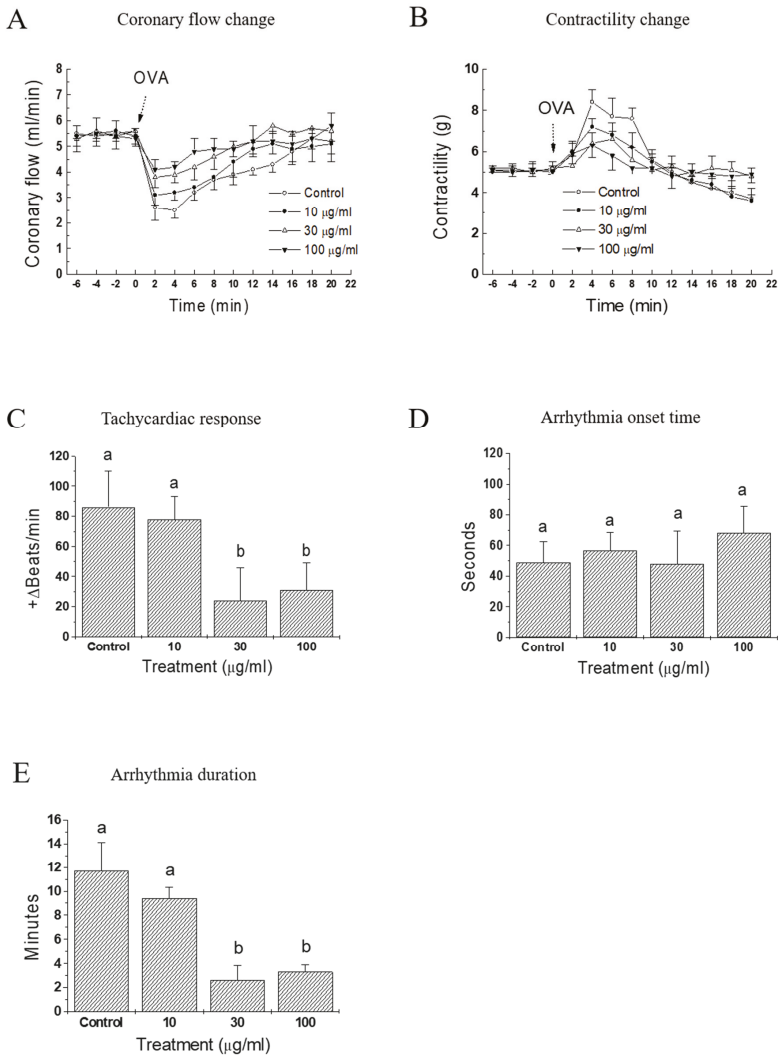 A
Coronary flow change
8
7
6
5
4
3
2
1
0
Coronary flow (ml/min)
OVA
Control
10 µg/ml
30 µg/ml
100 µg/ml
-6 -4 -2 0 2 4 6 8 10 12 14 16 18 20 22
Time (min)
B
Contractility change
10
8
6
4
2
0
Contractility (g)
OVA
Control
10 µg/ml
30 µg/ml
100 µg/ml
-6 -4 -2 0 2 4 6 8 10 12 14 16 18 20 22
Time (min)
C
Tachycardiac response
120
100
80
60
40
20
0
+ΔBeats/min
a
a
b
b
Control 10 30 100
Treatment (µg/ml)
D
Arrhythmia onset time
120
100
80
60
40
20
0
Seconds
a
a
a
a
Control 10 30 100
Treatment (µg/ml)
E
Arrhythmia duration
16
14
12
10
8
6
4
2
0
Minutes
a
a
b
b
Control 10 30 100
Treatment (µg/ml)